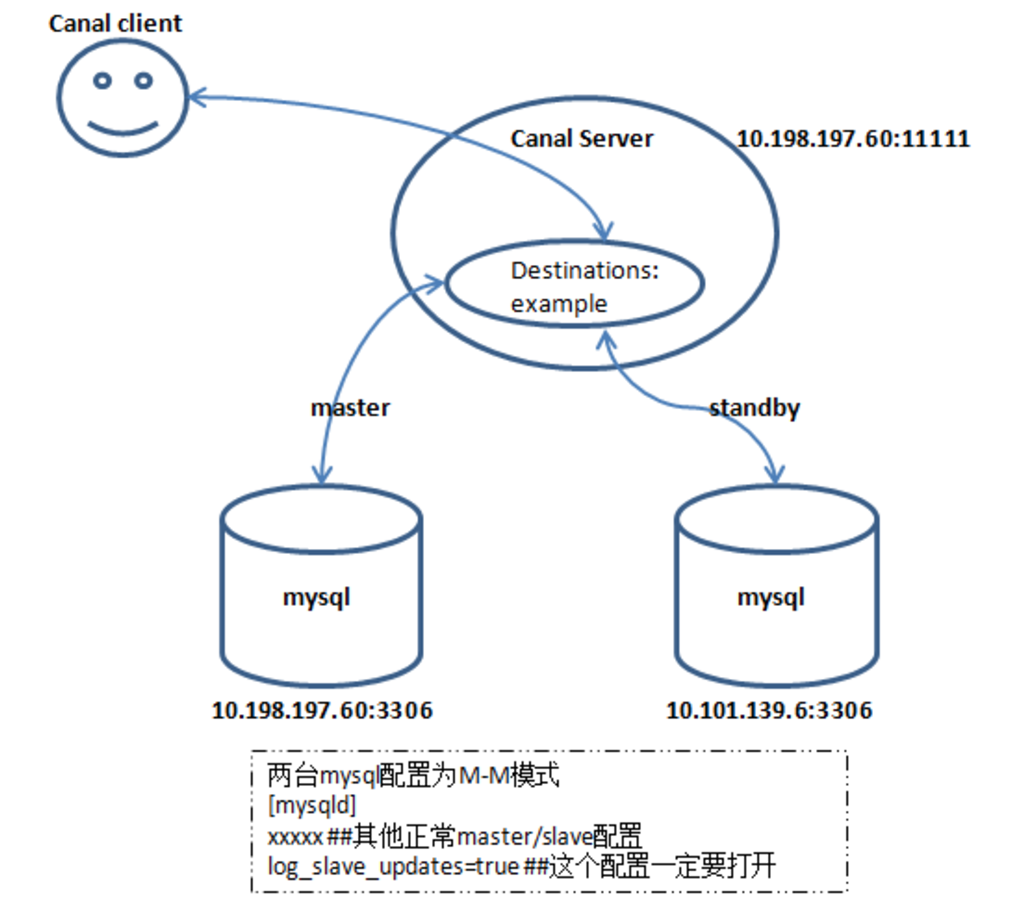 Canal client
Canal Server
10.198.197.60:11111
Destinations:
example
master
standby
mysql
mysql
10.198.197.60:3306
10.101.139.6:3306
两台mysql配置为M-M模式
[mysqld]
xxxxx ##其他正常master/slave配置
log_slave_updates=true ##这个配置一定要打开